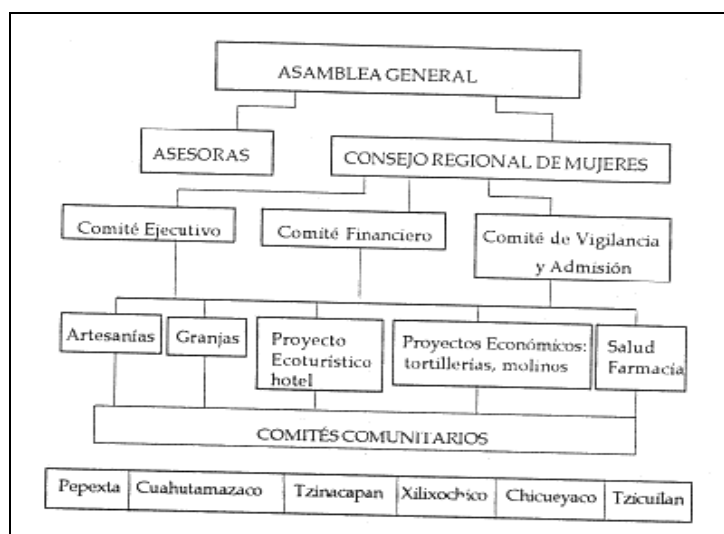 ASAMBLEA GENERAL
ASESORAS
CONSEJO REGIONAL DE MUJERES
Comité Ejecutivo
Comité Financiero
Comité de Vigilancia
y Admisión
Artesanías
Granjas
Proyecto
Ecoturístico
hotel
Proyectos Económicos:
tortillerías, molinos
Salud
Farmacía
COMITÉS COMUNITARIOS
Pepexta
Cuahutamazaco
Tzinacapan
Xilixochico
Chicueyaco
Tzicuilan